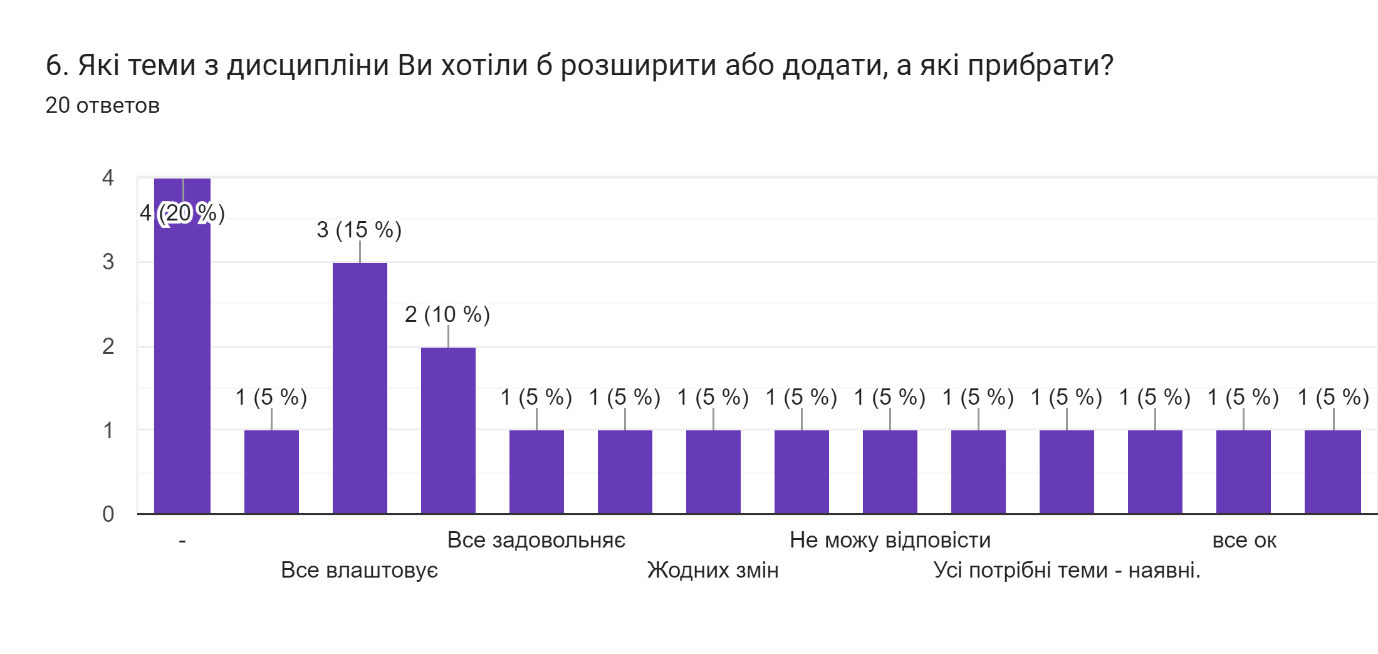 6. Які теми з дисципліни Ви хотіли б розширити або додати, а які прибрати?
20 ответов
4
3
2
1
0
4 (20 %)
1 (5 %)
3 (15 %)
2 (10 %)
1 (5 %)
1 (5 %)
1 (5 %)
1 (5 %)
1 (5 %)
1 (5 %)
1 (5 %)
1 (5 %)
1 (5 %)
1 (5 %)
-
Все влаштовує
Все задовольняє
Жодних змін
Не можу відповісти
Усі потрібні теми - наявні.
все ок